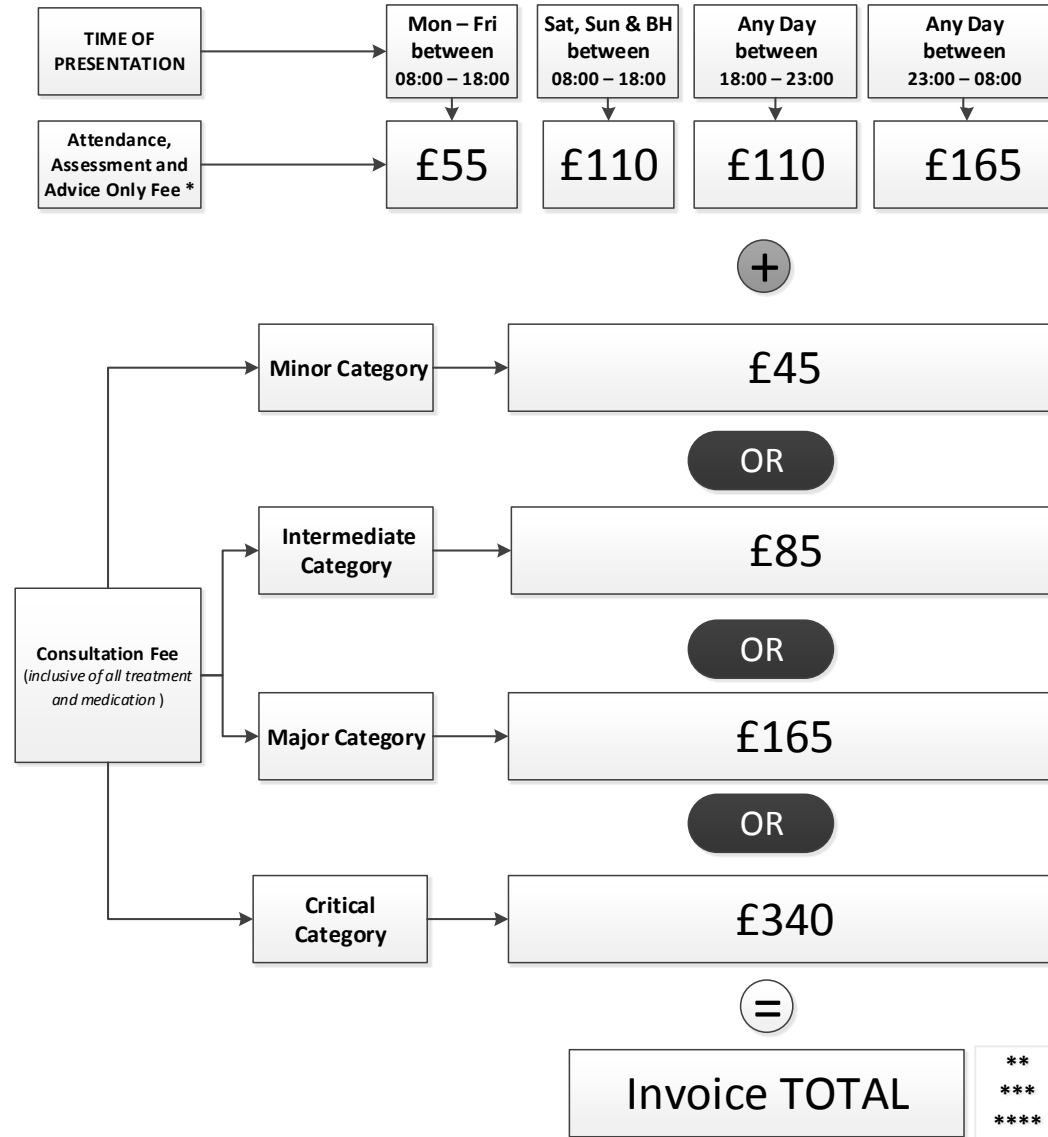 TIME OF
PRESENTATION
Mon – Fri
between
08:00 – 18:00
Sat, Sun & BH
between
08:00 – 18:00
Any Day
between
18:00 – 23:00
Any Day
between
23:00 – 08:00
Attendance,
Assessment and
Advice Only Fee *
£55
£110
£110
£165
+
Minor Category
£45
OR
Intermediate
Category
£85
OR
Consultation Fee
(inclusive of all treatment
and medication )
Major Category
£165
OR
Critical
Category
£340
=
Invoice TOTAL
**
***
****